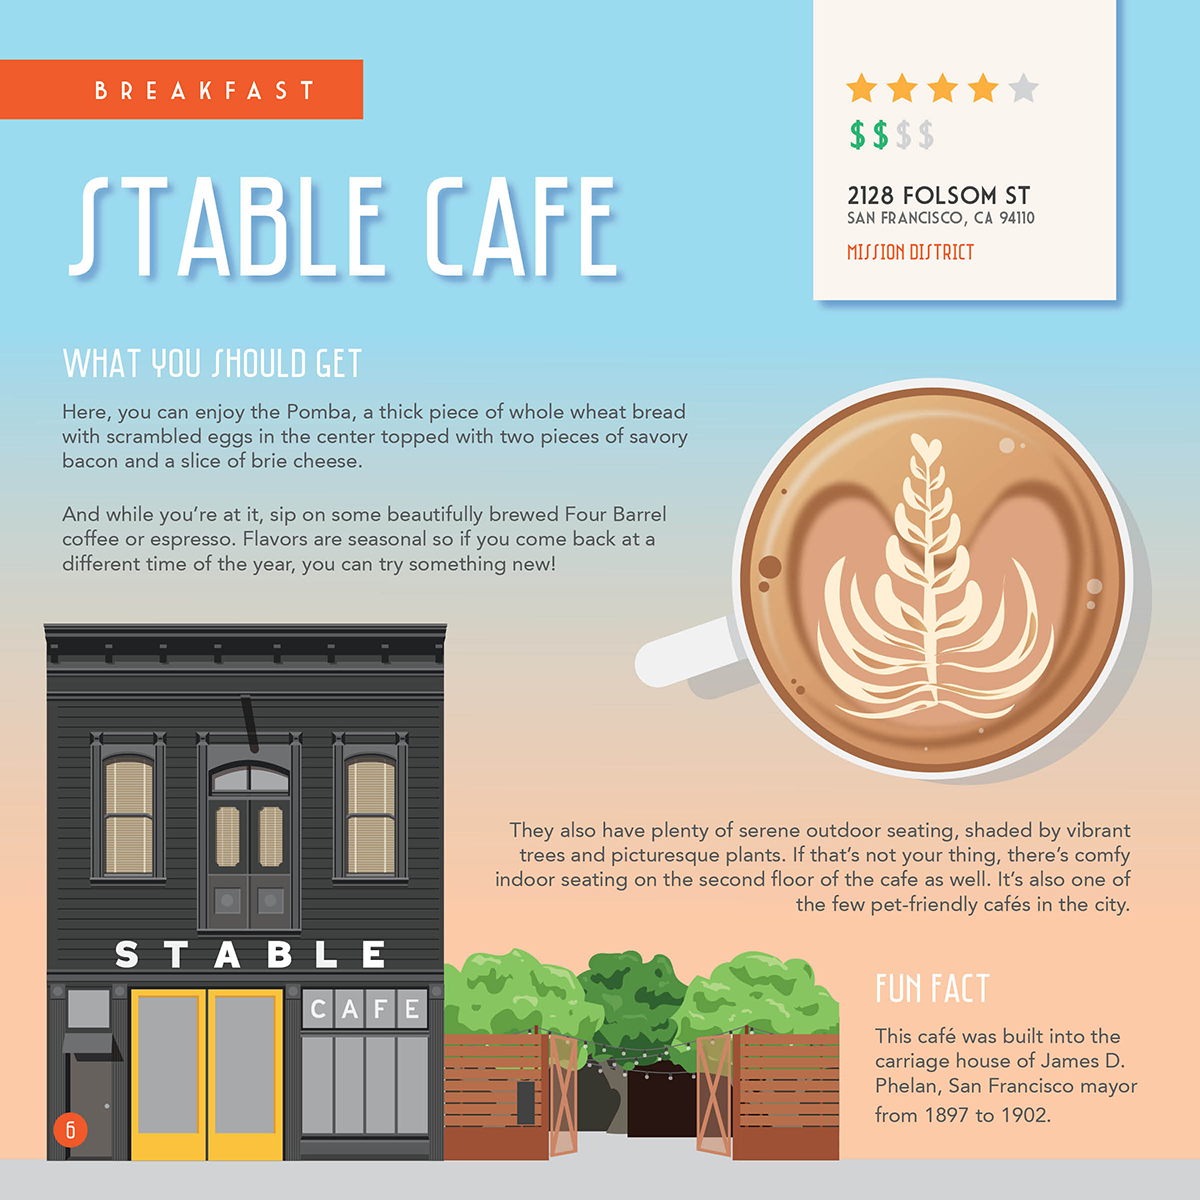 BREAKFAST
STABLE CAFE
$$$$
2128 FOLSOM ST
SAN FRANCISCO, CA 94110
MISSION DISTRICT
WHAT YOU SHOULD GET
Here, you can enjoy the Pomba, a thick piece of whole wheat bread
with scrambled eggs in the center topped with two pieces of savory
bacon and a slice of brie cheese.
And while you're at it, sip on some beautifully brewed Four Barrel
coffee or espresso. Flavors are seasonal so if you come back at a
different time of the year, you can try something new!
They also have plenty of serene outdoor seating, shaded by vibrant
trees and picturesque plants. If that's not your thing, there's comfy
indoor seating on the second floor of the cafe as well. It's also one of
the few pet-friendly cafés in the city.
STABLE
CAFE
FUN FACT
This café was built into the
carriage house of James D.
Phelan, San Francisco mayor
from 1897 to 1902.
6